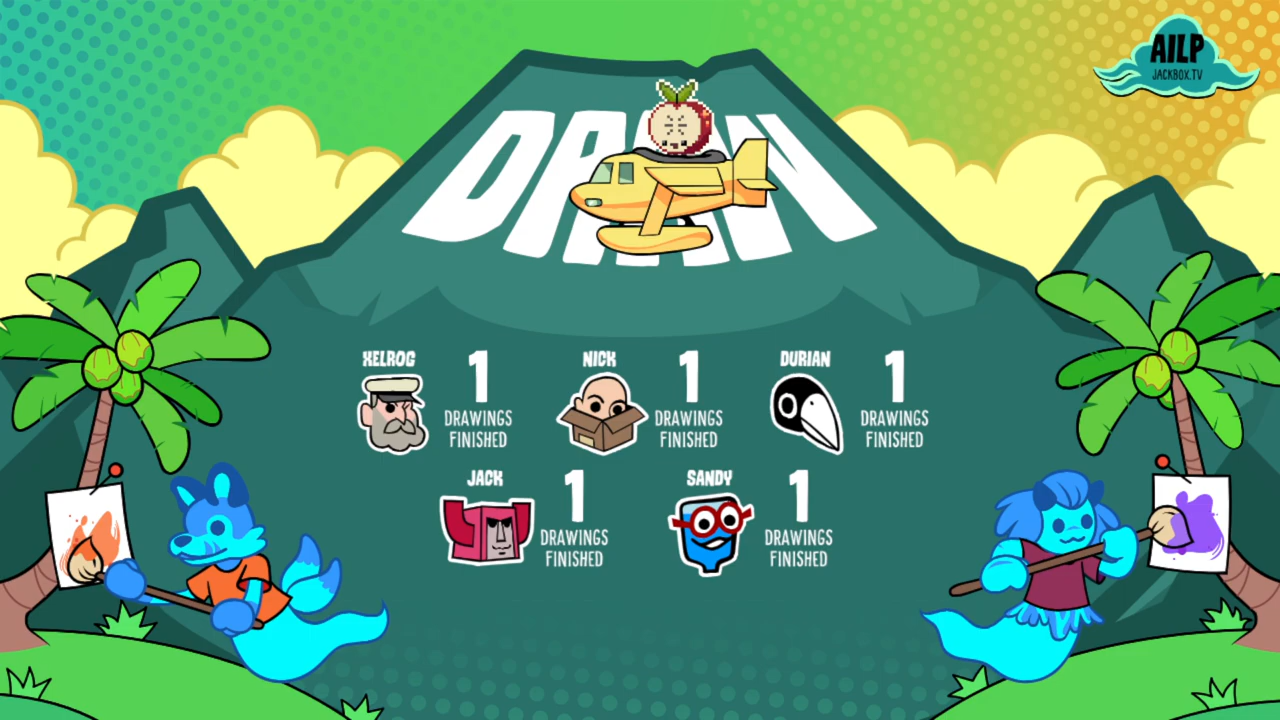 AILP
JACKBOX.TV
DRAW
XELROG
1
DRAWINGS
FINISHED
NICK
1
DRAWINGS
FINISHED
DURIAN
1
DRAWINGS
FINISHED
JACK
1
DRAWINGS
FINISHED
SANDY
1
DRAWINGS
FINISHED